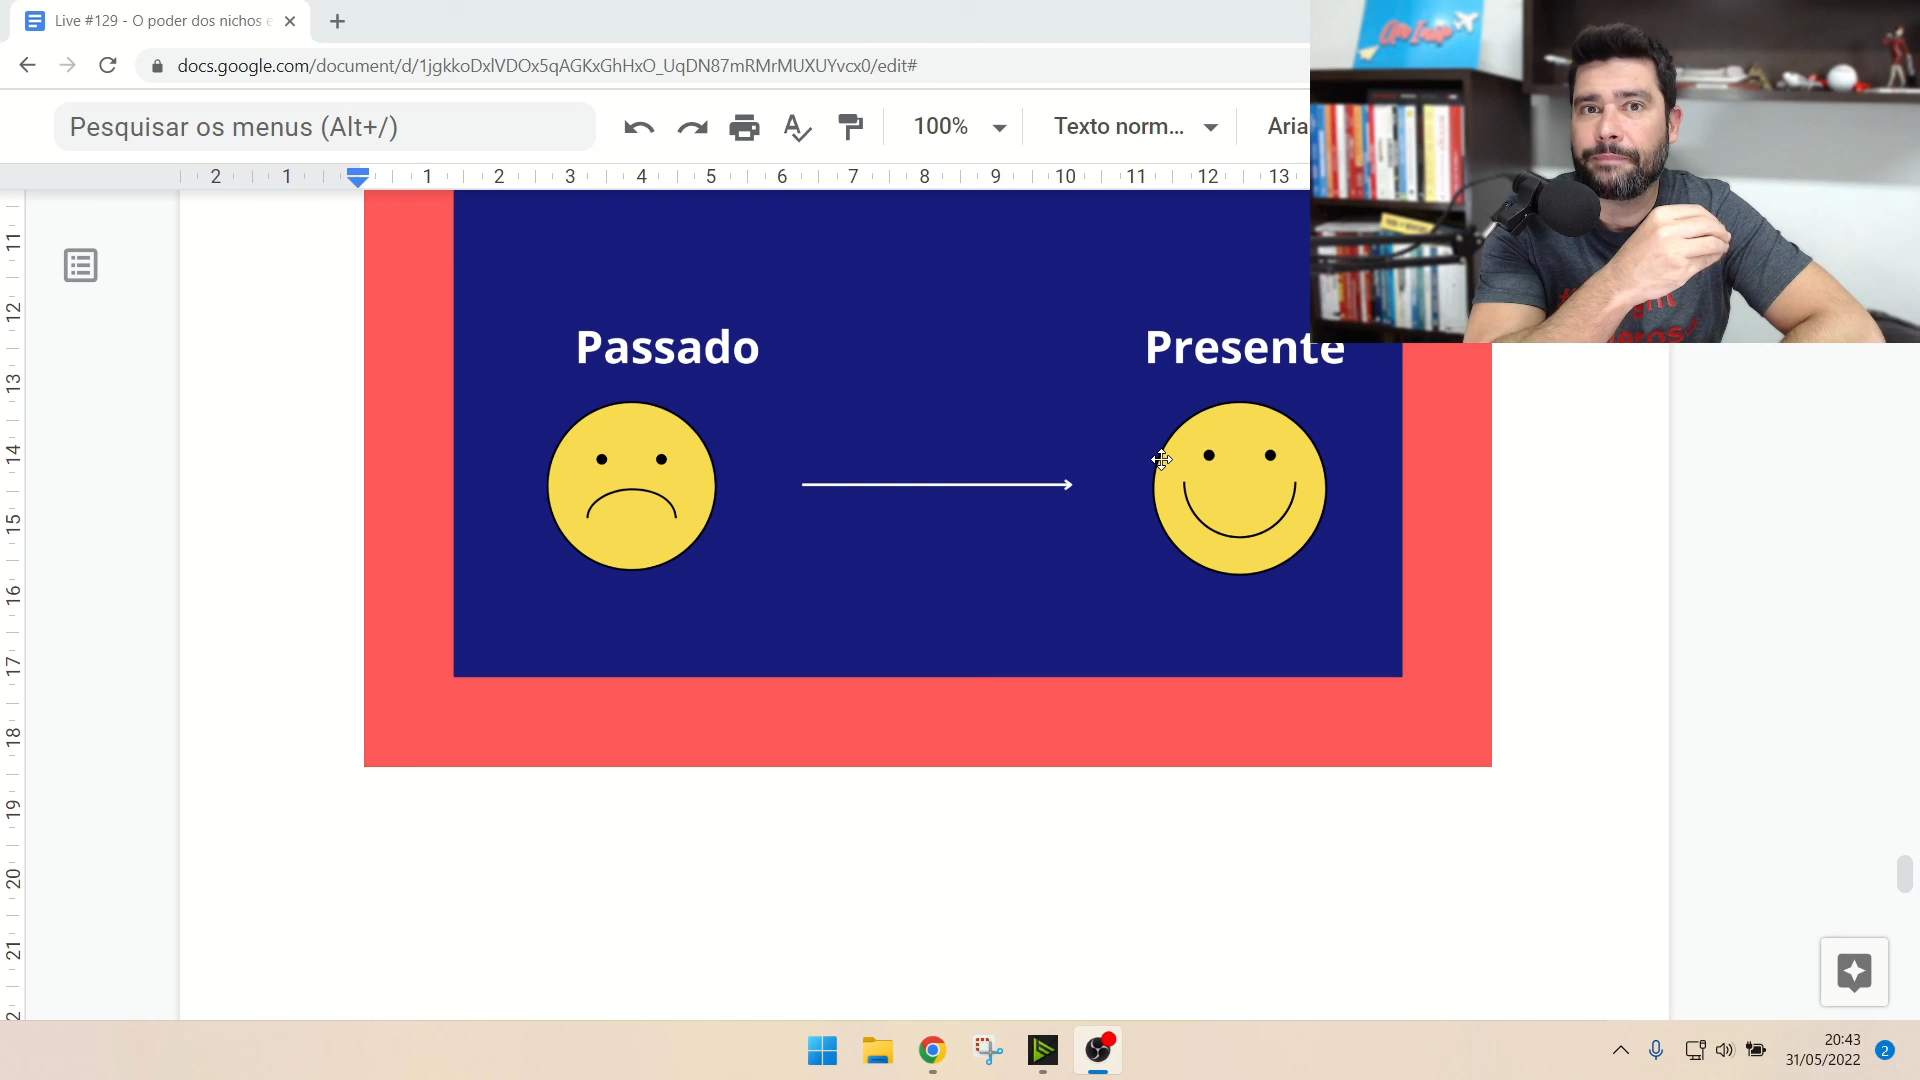 Live #129 - O poder dos nichos e
docs.google.com/document/d/1jgkkoDxlVDOx5qAGKxGhHxO_UqDN87mRMrMUXUYvcx0/edit#
Pesquisar os menus (Alt+/)
100%
Texto norm...
Aria
2 1 1 2 3 4 5 6 7 8 9 10 11 12 13
11
12
13
14
15
16
17
18
19
20
21
2
Passado
Presente
20:43
31/05/2022
2